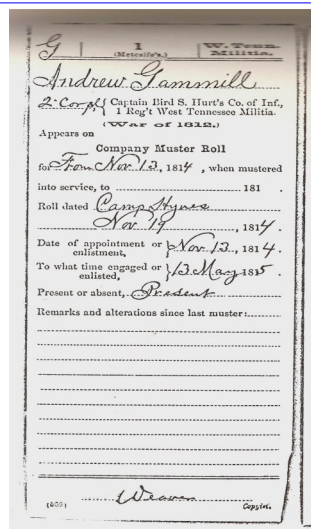 G | 1 | W. Tenn.
(Metcalf's.) | Militia.
Andrew Gammill
2 Corpl, { Captain Bird S. Hurt's Co. of Inf.,
1 Reg't West Tennessee Militia.
(War of 1812.)
Appears on
Company Muster Roll
for From Nov 13, 1814, when mustered
into service, to 181 .
Roll dated Camp Hynes
Nov 19, 1814.
Date of appointment or enlistment, } Nov. 13, 1814.
To what time engaged or enlisted, } 13 May 1815.
Present or absent, Present
Remarks and alterations since last muster:
Weaver
(639) Copyist.